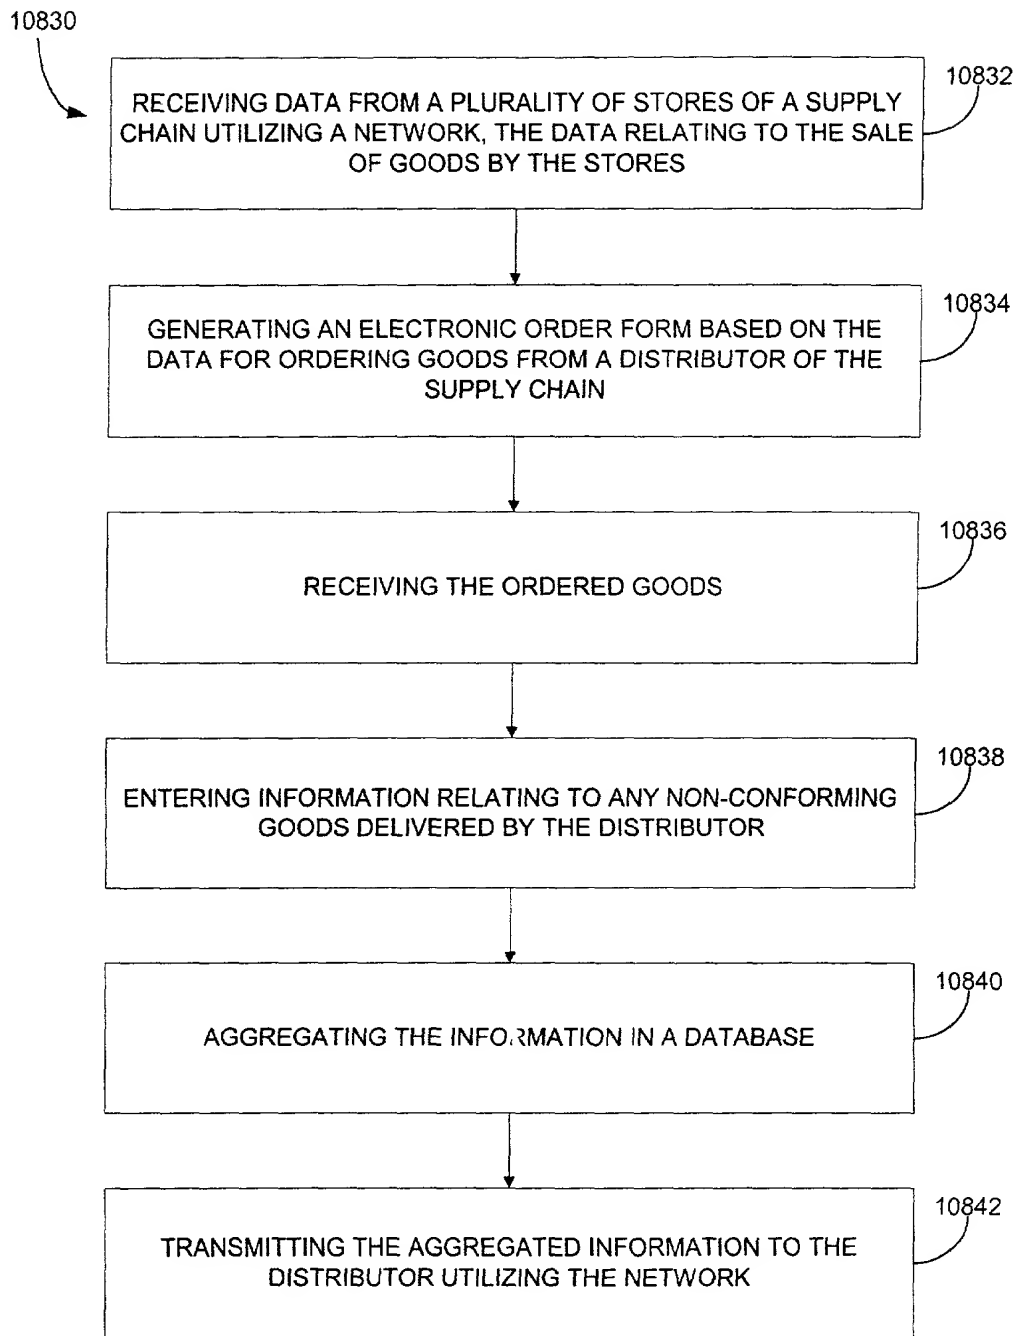 10830
10832
RECEIVING DATA FROM A PLURALITY OF STORES OF A SUPPLY
CHAIN UTILIZING A NETWORK, THE DATA RELATING TO THE SALE
OF GOODS BY THE STORES
10834
GENERATING AN ELECTRONIC ORDER FORM BASED ON THE
DATA FOR ORDERING GOODS FROM A DISTRIBUTOR OF THE
SUPPLY CHAIN
10836
RECEIVING THE ORDERED GOODS
10838
ENTERING INFORMATION RELATING TO ANY NON-CONFORMING
GOODS DELIVERED BY THE DISTRIBUTOR
10840
AGGREGATING THE INFORMATION IN A DATABASE
10842
TRANSMITTING THE AGGREGATED INFORMATION TO THE
DISTRIBUTOR UTILIZING THE NETWORK